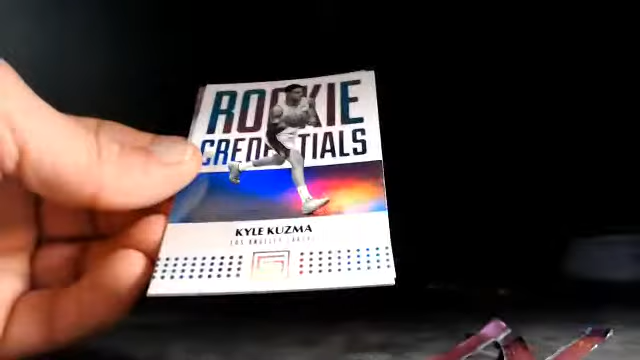 ROOKIE
CREDENTIALS
KYLE KUZMA
LOS ANGELES LAKERS